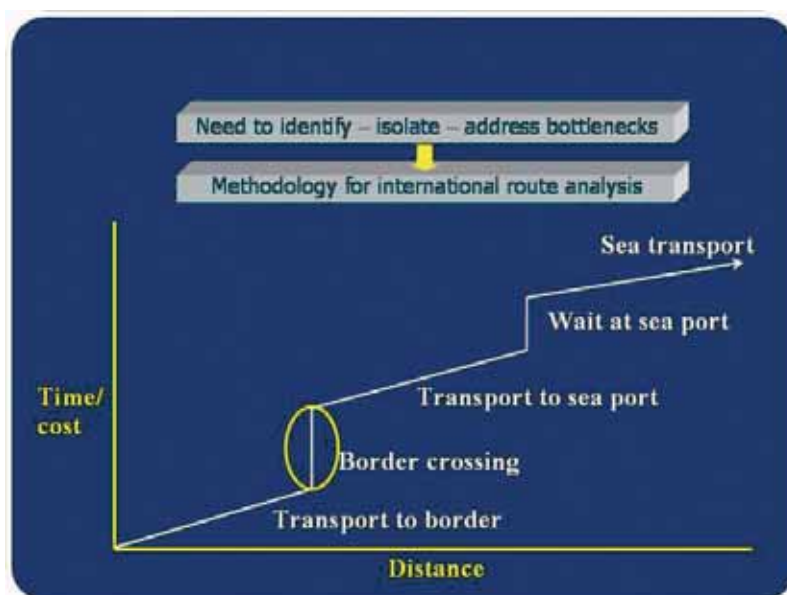 Need to identify – isolate – address bottlenecks
Methodology for international route analysis
Sea transport
Wait at sea port
Time/
cost
Transport to sea port
Border crossing
Transport to border
Distance